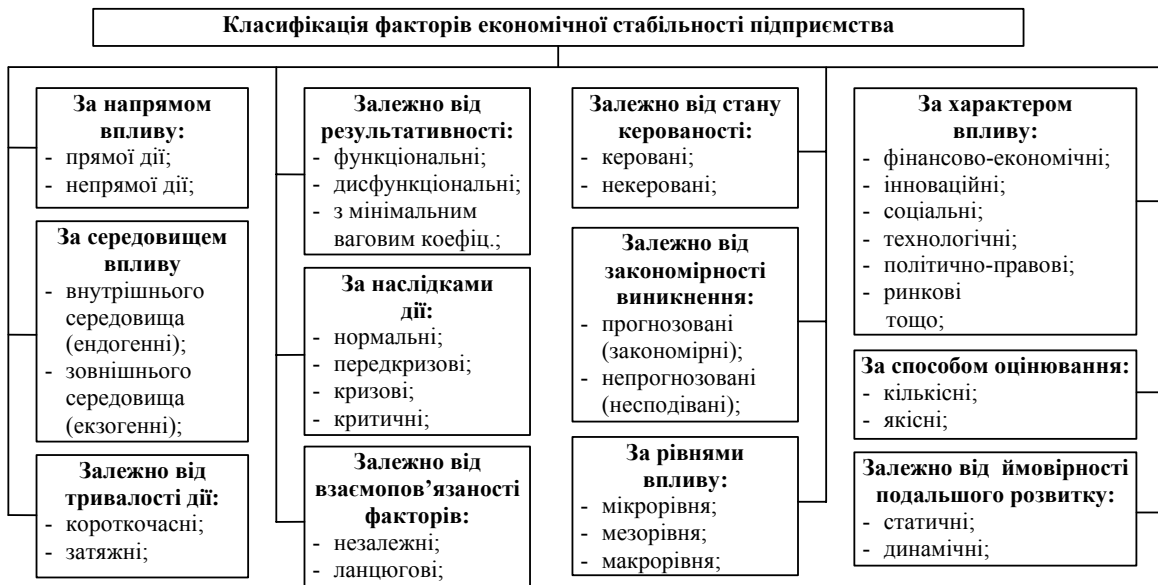 Класифікація факторів економічної стабільності підприємства
За напрямом
впливу:
- прямої дії;
- непрямої дії;
За середовищем
впливу
- внутрішнього
середовища
(ендогенні);
- зовнішнього
середовища
(екзогенні);
Залежно від
тривалості дії:
- короткочасні;
- затяжні;
Залежно від
результативності:
- функціональні;
- дисфункціональні;
- з мінімальним
ваговим коефіц.;
За наслідками
дії:
- нормальні;
- передкризові;
- кризові;
- критичні;
Залежно від
взаємопов’язаності
факторів:
- незалежні;
- ланцюгові;
Залежно від стану
керованості:
- керовані;
- некеровані;
Залежно від
закономірності
виникнення:
- прогнозовані
(закономірні);
- непрогнозовані
(несподівані);
За рівнями
впливу:
- мікрорівня;
- мезорівня;
- макрорівня;
За характером
впливу:
- фінансово-економічні;
- інноваційні;
- соціальні;
- технологічні;
- політично-правові;
- ринкові
тощо;
За способом оцінювання:
- кількісні;
- якісні;
Залежно від ймовірності
подальшого розвитку:
- статичні;
- динамічні;